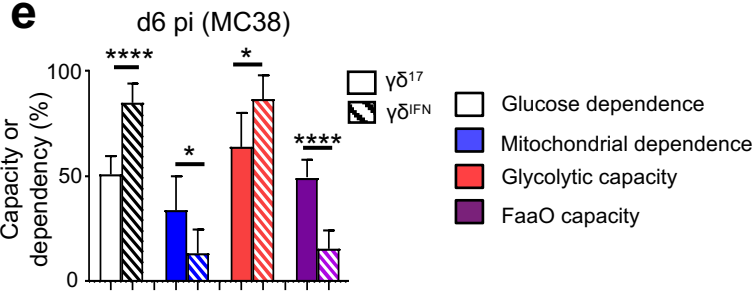 e
d6 pi (MC38)
Capacity or
dependency (%)
100
50
0
****
*
*
****
γδ¹⁷
γδᴵᶠᴺ
Glucose dependence
Mitochondrial dependence
Glycolytic capacity
FaaO capacity